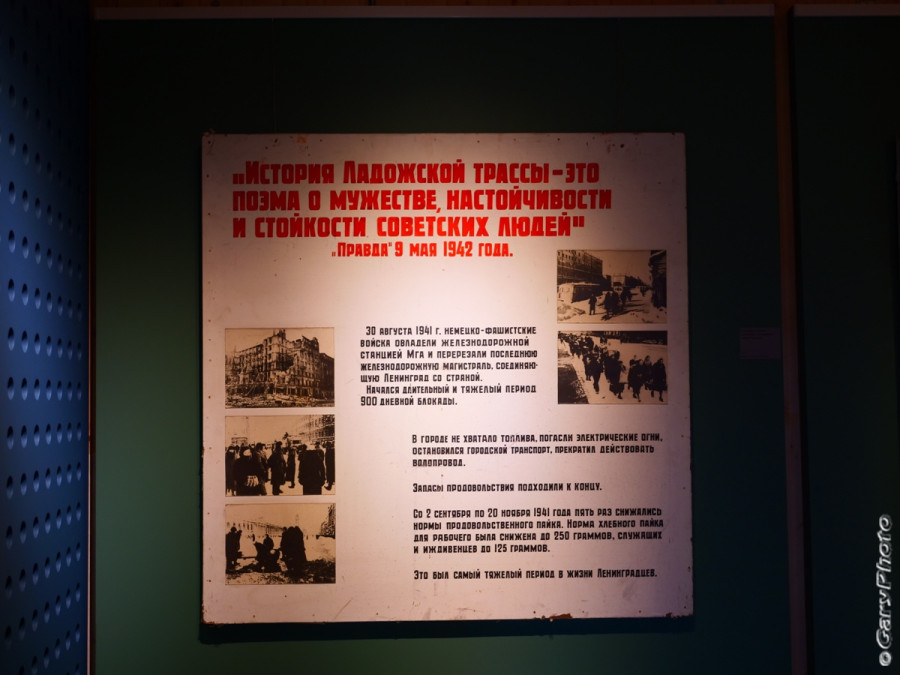 „История Ладожской трассы – это
поэма о мужестве, настойчивости
и стойкости советских людей"
„Правда" 9 мая 1942 года.
30 августа 1941 г. немецко-фашистские
войска овладели железнодорожной
станцией Мга и перерезали последнюю
железнодорожную магистраль, соединяю-
щую Ленинград со страной.
Начался длительный и тяжелый период
900 дневной блокады.
В городе не хватало топлива, погасли электрические огни,
остановился городской транспорт, прекратил действовать
водопровод.
Запасы продовольствия подходили к концу.
Со 2 сентября по 20 ноября 1941 года пять раз снижались
нормы продовольственного пайка. Норма хлебного пайка
для рабочего была снижена до 250 граммов, служащих
и иждивенцев до 125 граммов.
Это был самый тяжелый период в жизни Ленинградцев.
© GaryPhoto